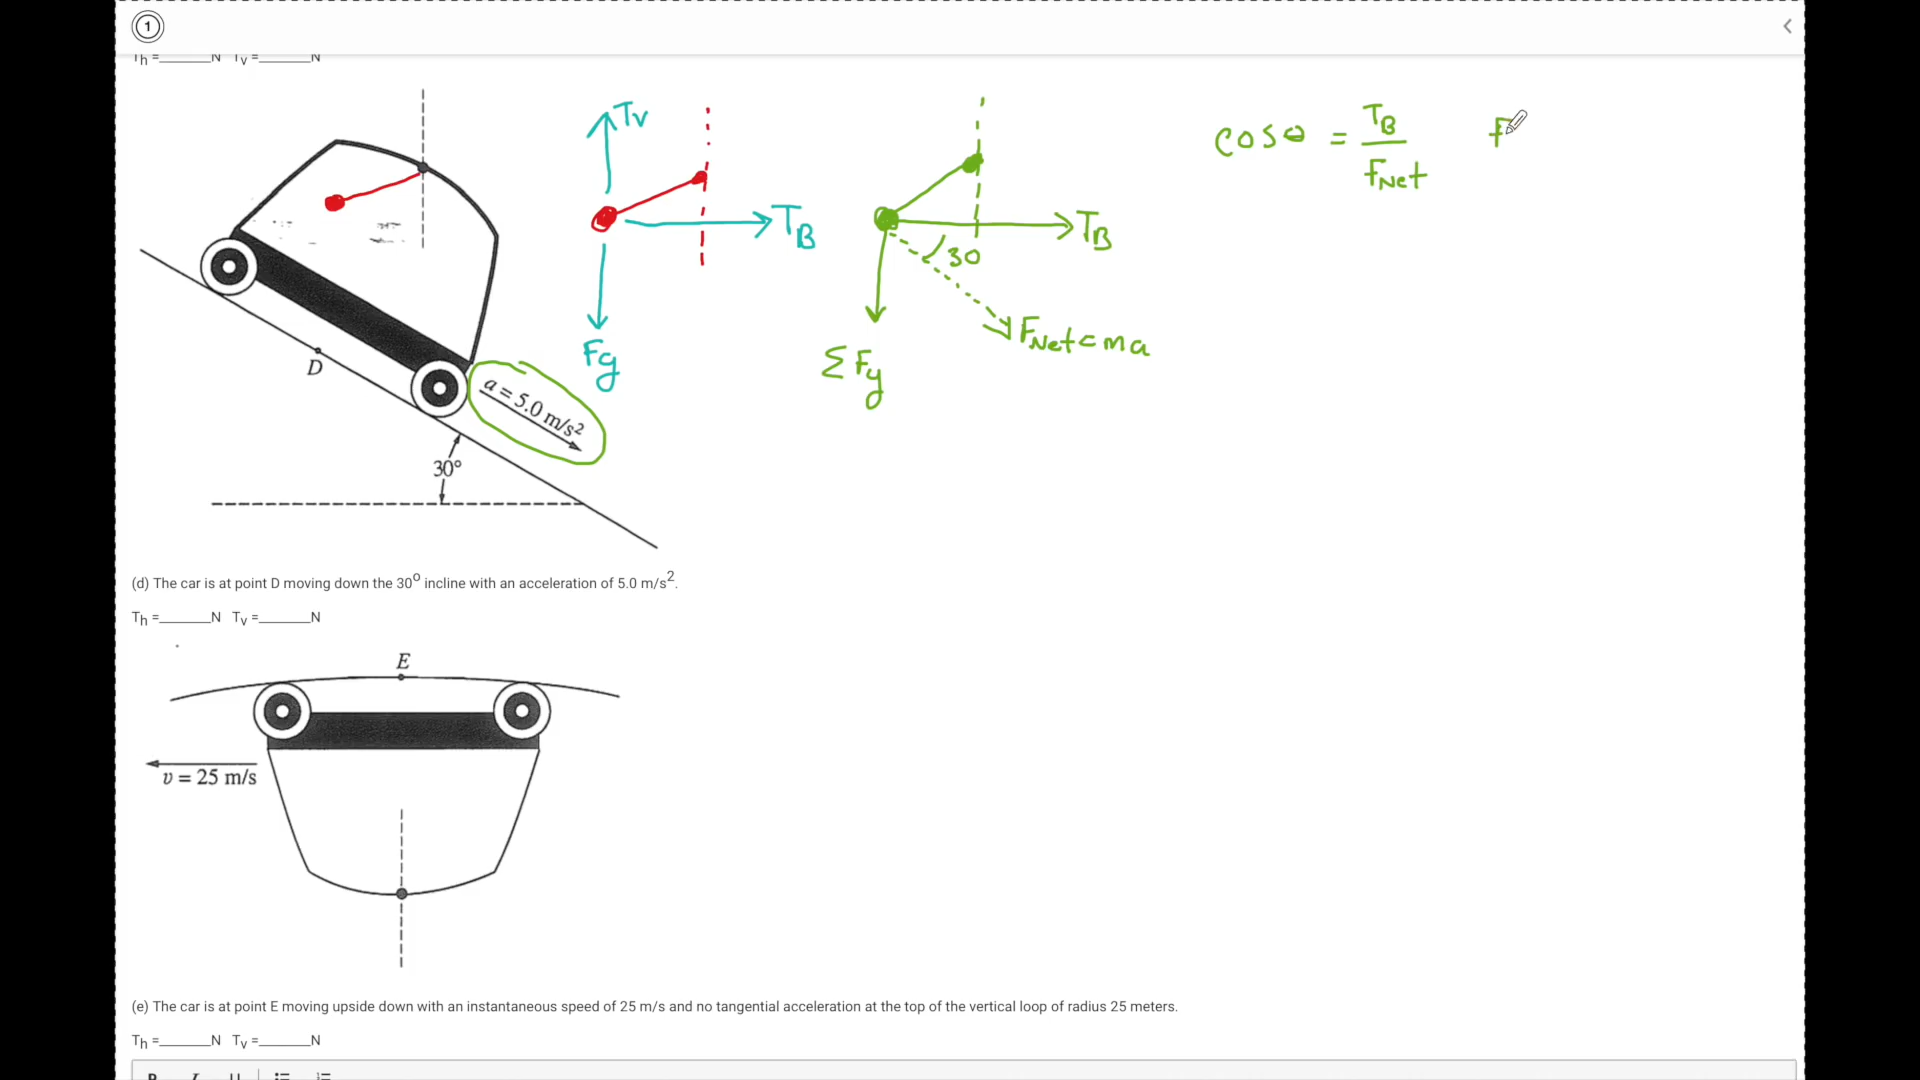 1
Th =______N Tv =______N
Tv
cosθ = TB / FNet F
TB
TB
30
FNet = ma
Fg
ΣFy
D
a = 5.0 m/s²
30°
(d) The car is at point D moving down the 30° incline with an acceleration of 5.0 m/s².
Th =______N Tv =______N
E
v = 25 m/s
(e) The car is at point E moving upside down with an instantaneous speed of 25 m/s and no tangential acceleration at the top of the vertical loop of radius 25 meters.
Th =______N Tv =______N
B I U